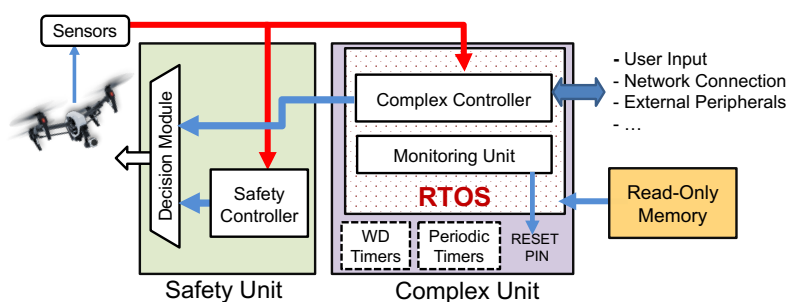 Sensors
Decision Module
Safety
Controller
Safety Unit
Complex Controller
Monitoring Unit
RTOS
WD
Timers
Periodic
Timers
RESET
PIN
Complex Unit
- User Input
- Network Connection
- External Peripherals
- ...
Read-Only
Memory